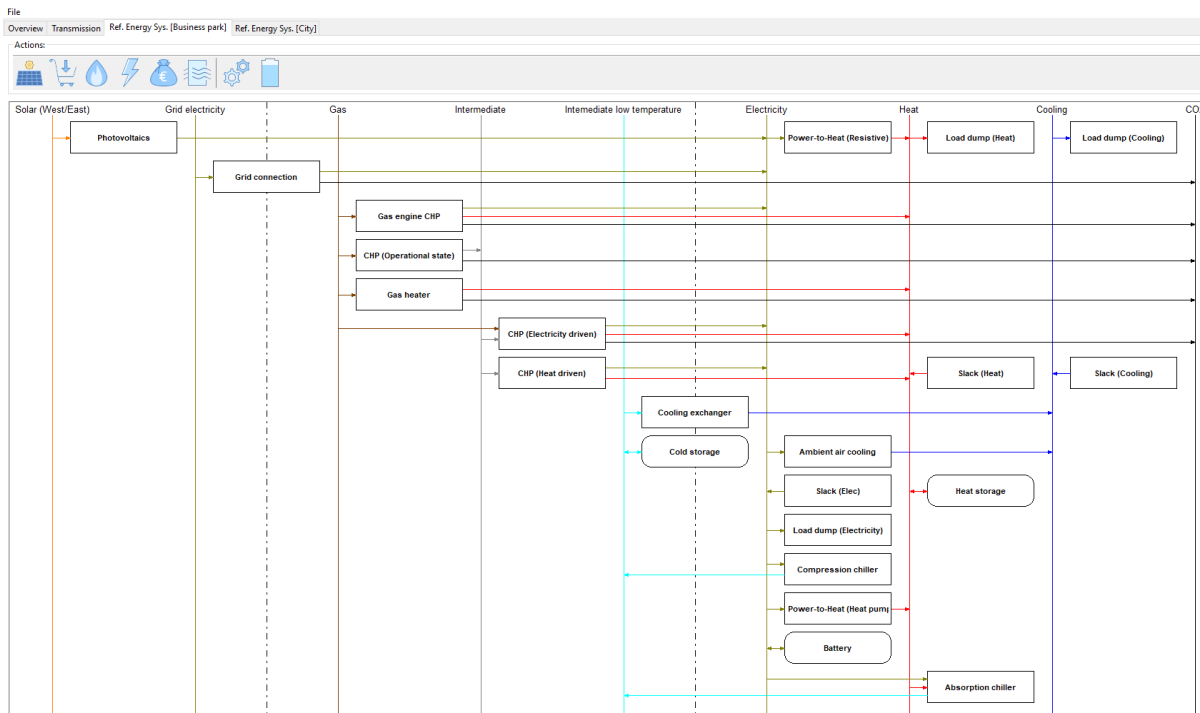 File
Overview Transmission Ref. Energy Sys. [Business park] Ref. Energy Sys. [City]
Actions:
€
Solar (West/East) Grid electricity Gas Intermediate Intemediate low temperature Electricity Heat Cooling CO
Photovoltaics Power-to-Heat (Resistive) Load dump (Heat) Load dump (Cooling)
Grid connection
Gas engine CHP
CHP (Operational state)
Gas heater
CHP (Electricity driven)
CHP (Heat driven) Slack (Heat) Slack (Cooling)
Cooling exchanger
Cold storage Ambient air cooling
Slack (Elec) Heat storage
Load dump (Electricity)
Compression chiller
Power-to-Heat (Heat pump
Battery
Absorption chiller